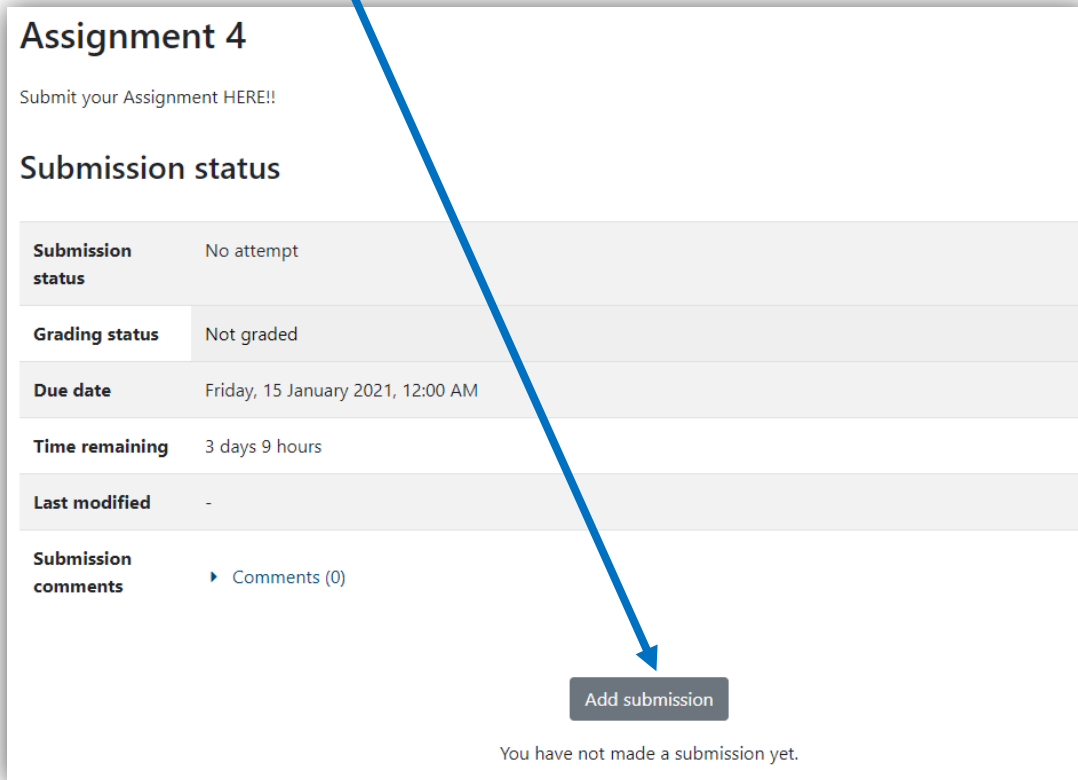 Assignment 4
Submit your Assignment HERE!!
Submission status
Submission status No attempt
Grading status Not graded
Due date Friday, 15 January 2021, 12:00 AM
Time remaining 3 days 9 hours
Last modified -
Submission comments Comments (0)
Add submission
You have not made a submission yet.